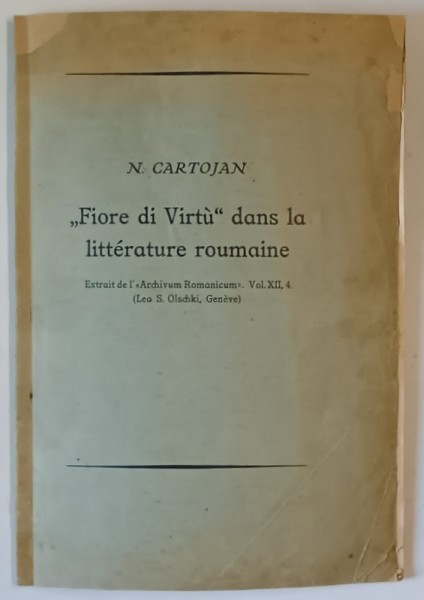 N. CARTOJAN
„Fiore di Virtù“ dans la
littérature roumaine
Extrait de l'«Archivum Romanicum». Vol. XII, 4.
(Leo S. Olschki, Genève)